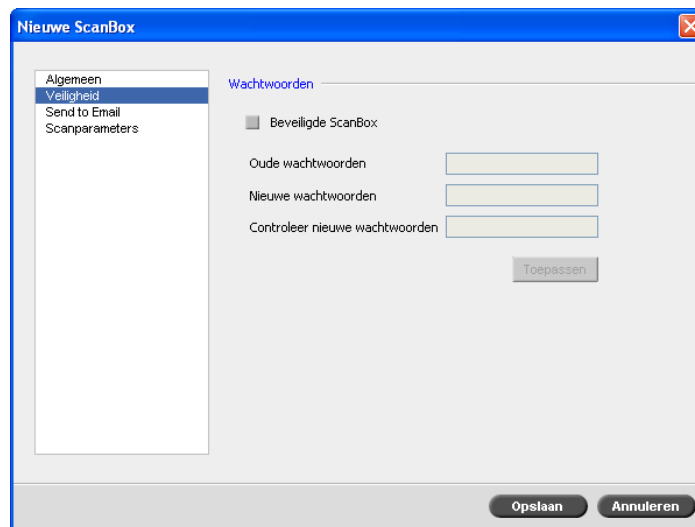 Nieuwe ScanBox
Algemeen
Veiligheid
Send to Email
Scanparameters
Wachtwoorden
Beveiligde ScanBox
Oude wachtwoorden
Nieuwe wachtwoorden
Controleer nieuwe wachtwoorden
Toepassen
Opslaan
Annuleren